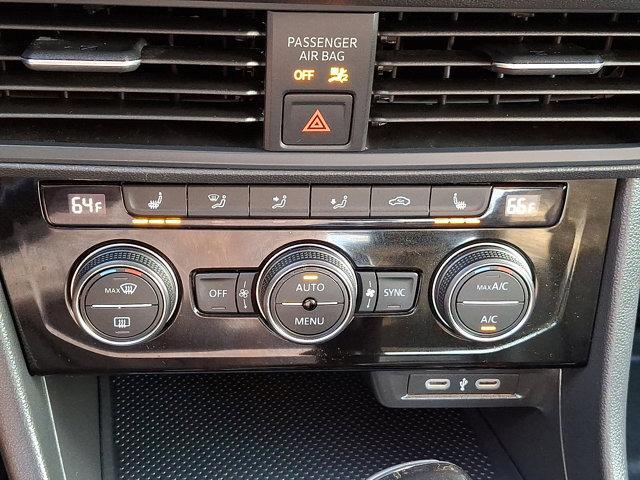 PASSENGER
AIR BAG
OFF
64F
66F
MAX
OFF
AUTO
MENU
SYNC
MAX A/C
A/C